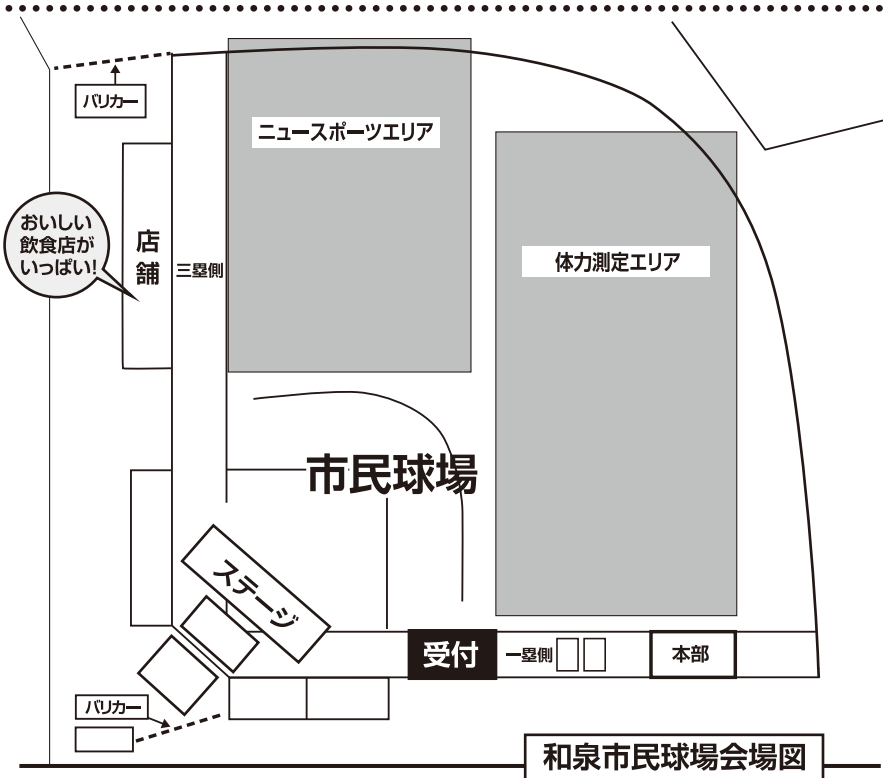 バリカー
ニュースポーツエリア
おいしい
飲食店が
いっぱい!
店舗
三塁側
体力測定エリア
市民球場
ステージ
受付
一塁側
本部
バリカー
和泉市民球場会場図